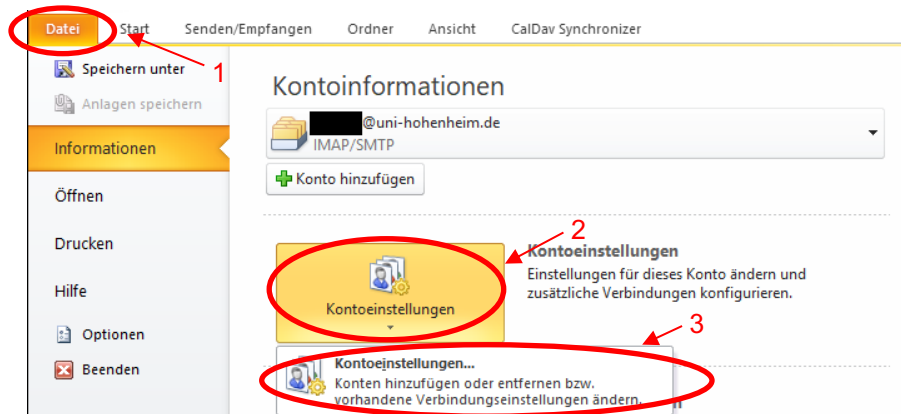 Datei Start Senden/Empfangen Ordner Ansicht CalDav Synchronizer
1
Speichern unter
Anlagen speichern
Informationen
Öffnen
Drucken
Hilfe
Optionen
Beenden
Kontoinformationen
@uni-hohenheim.de
IMAP/SMTP
Konto hinzufügen
2
Kontoeinstellungen
Kontoeinstellungen
Einstellungen für dieses Konto ändern und
zusätzliche Verbindungen konfigurieren.
3
Kontoeinstellungen...
Konten hinzufügen oder entfernen bzw.
vorhandene Verbindungseinstellungen ändern.